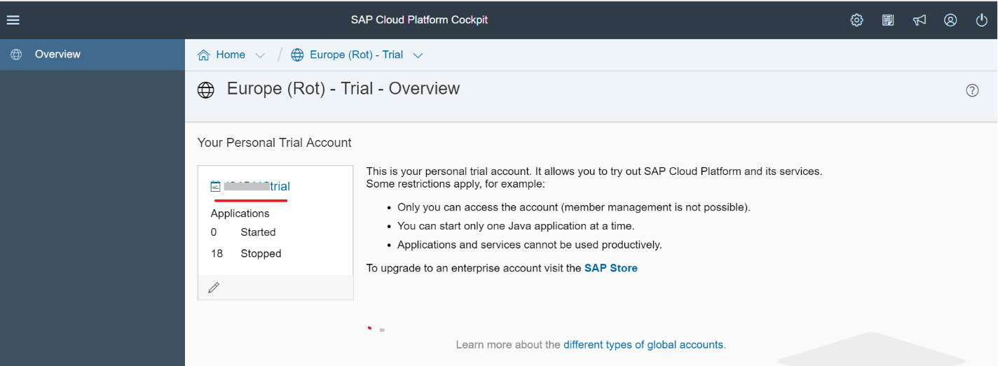 SAP Cloud Platform Cockpit
Overview
Home / Europe (Rot) - Trial
Europe (Rot) - Trial - Overview
Your Personal Trial Account
trial
Applications
0 Started
18 Stopped
This is your personal trial account. It allows you to try out SAP Cloud Platform and its services.
Some restrictions apply, for example:
• Only you can access the account (member management is not possible).
• You can start only one Java application at a time.
• Applications and services cannot be used productively.
To upgrade to an enterprise account visit the SAP Store
Learn more about the different types of global accounts.